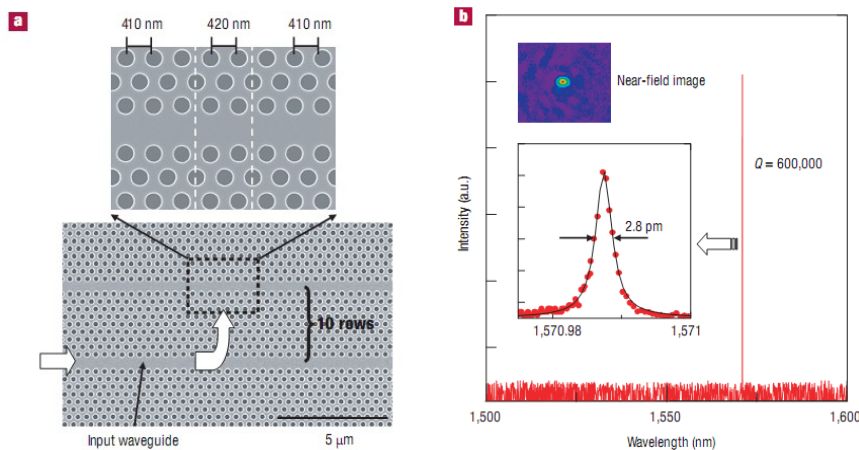 a
410 nm 420 nm 410 nm
10 rows
Input waveguide
5 μm
b
Near-field image
Q = 600,000
2.8 pm
Intensity (a.u.)
1,570.98 1,571
1,500 1,550 1,600
Wavelength (nm)